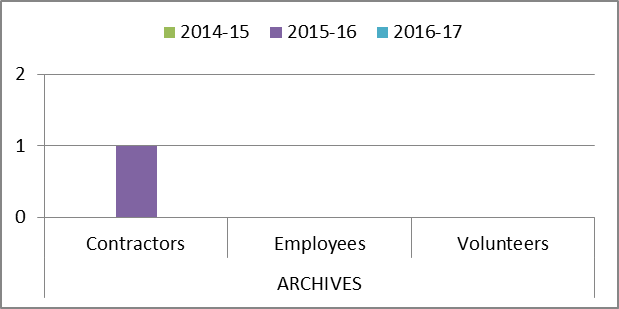 2014-15 2015-16 2016-17
2
1
0
Contractors Employees Volunteers
ARCHIVES